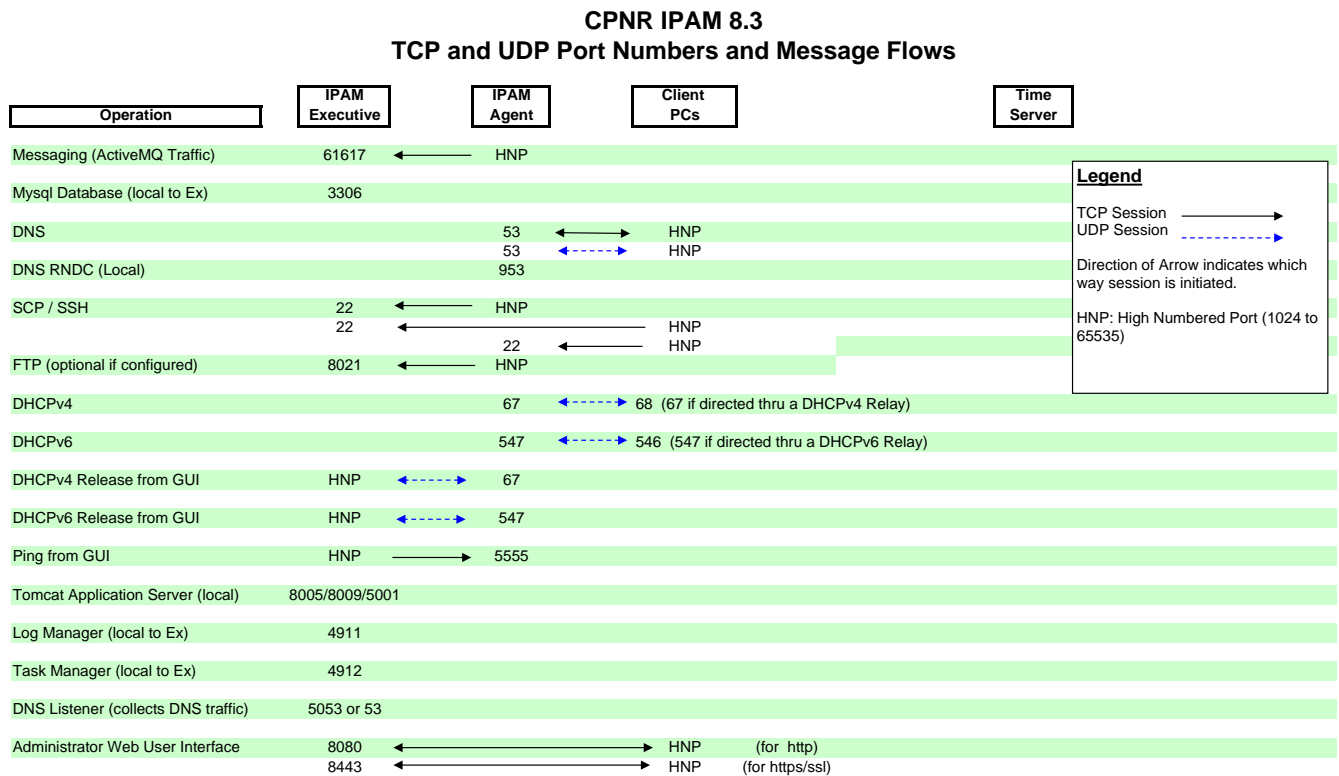 CPNR IPAM 8.3
TCP and UDP Port Numbers and Message Flows
Operation
IPAM Executive
IPAM Agent
Client PCs
Time Server
Messaging (ActiveMQ Traffic) 61617 HNP
Mysql Database (local to Ex) 3306
DNS 53 HNP
53 HNP
DNS RNDC (Local) 953
SCP / SSH 22 HNP
22 HNP
22 HNP
FTP (optional if configured) 8021 HNP
DHCPv4 67 68 (67 if directed thru a DHCPv4 Relay)
DHCPv6 547 546 (547 if directed thru a DHCPv6 Relay)
DHCPv4 Release from GUI HNP 67
DHCPv6 Release from GUI HNP 547
Ping from GUI HNP 5555
Tomcat Application Server (local) 8005/8009/5001
Log Manager (local to Ex) 4911
Task Manager (local to Ex) 4912
DNS Listener (collects DNS traffic) 5053 or 53
Administrator Web User Interface 8080 HNP (for http)
8443 HNP (for https/ssl)
Legend
TCP Session
UDP Session
Direction of Arrow indicates which
way session is initiated.
HNP: High Numbered Port (1024 to
65535)